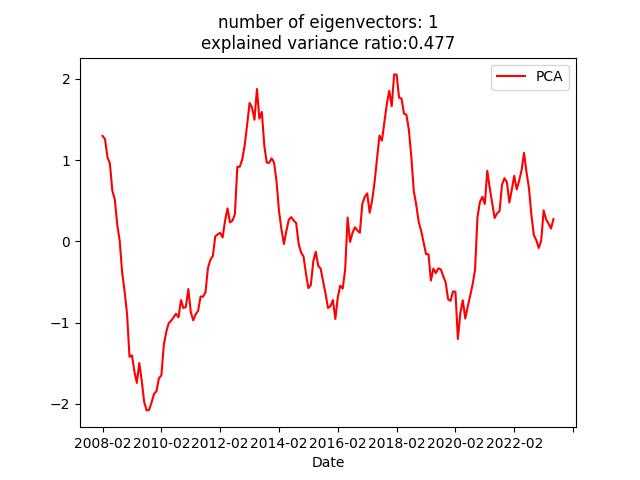 number of eigenvectors: 1
explained variance ratio:0.477
PCA
2
1
0
−1
−2
2008-02 2010-02 2012-02 2014-02 2016-02 2018-02 2020-02 2022-02
Date